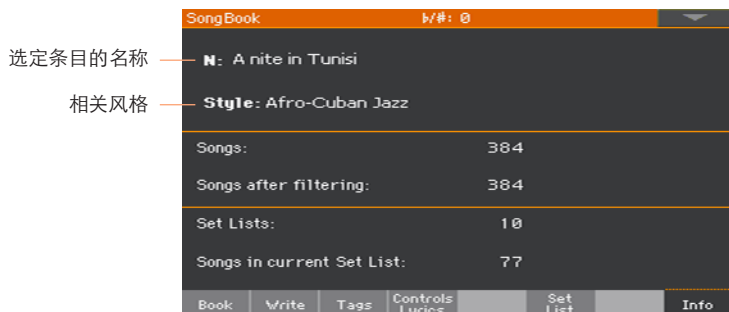 SongBook ♭/#: 0
选定条目的名称
N: A nite in Tunisi
相关风格
Style: Afro-Cuban Jazz
Songs: 384
Songs after filtering: 384
Set Lists: 10
Songs in current Set List: 77
Book Write Tags Controls Lyrics Set List Info